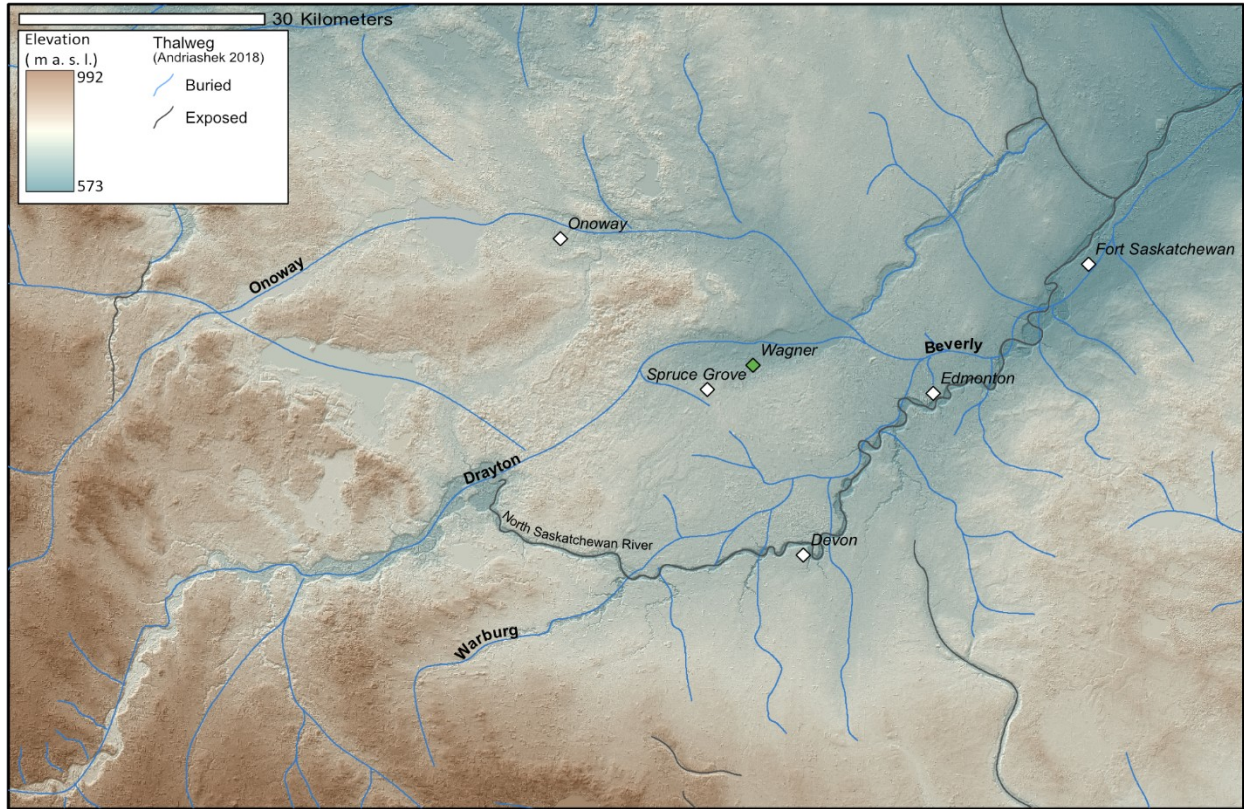 30 Kilometers
Elevation
( m a. s. l.)
992
573
Thalweg
(Andriashek 2018)
Buried
Exposed
Onoway
Onoway
Fort Saskatchewan
Wagner
Beverly
Spruce Grove
Edmonton
Drayton
North Saskatchewan River
Devon
Warburg